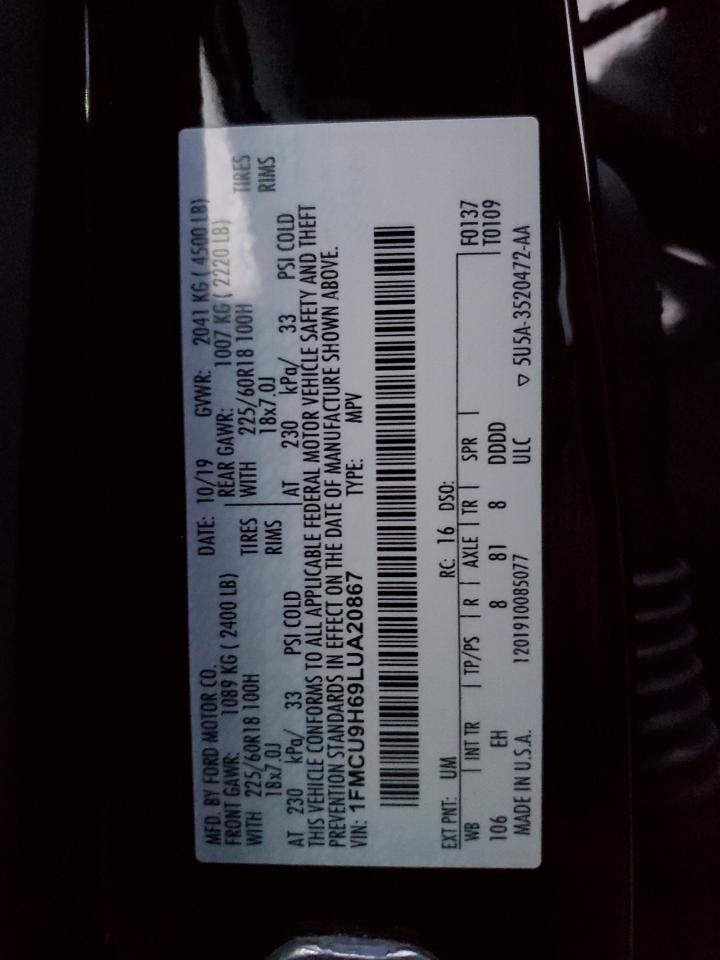 MFD. BY FORD MOTOR CO.
DATE: 10/19 GVWR: 2041 KG ( 4500 LB)
FRONT GAWR: 1089 KG ( 2400 LB) REAR GAWR: 1007 KG ( 2220 LB)
WITH 225/60R18 100H TIRES WITH 225/60R18 100H TIRES
18x7.0J RIMS 18x7.0J RIMS
AT 230 kPa/ 33 PSI COLD AT 230 kPa/ 33 PSI COLD
THIS VEHICLE CONFORMS TO ALL APPLICABLE FEDERAL MOTOR VEHICLE SAFETY AND THEFT
PREVENTION STANDARDS IN EFFECT ON THE DATE OF MANUFACTURE SHOWN ABOVE.
VIN: 1FMCU9H69LUA20867 TYPE: MPV
EXT PNT: UM RC: 16 DSO:
WB INT TR TP/PS R AXLE TR SPR F0137
106 EH 8 81 8 DDDD T0109
MADE IN U.S.A. 1201910085077 ULC ▽ 5U5A-3520472-AA